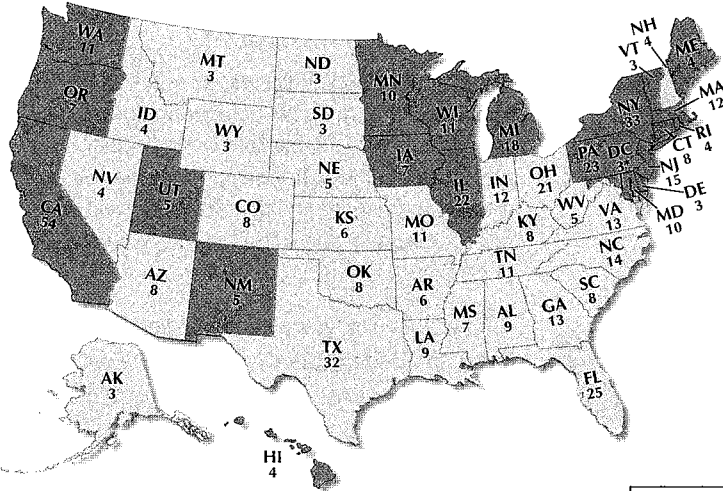 WA
11
OR
7
CA
54
NV
4
ID
4
MT
3
WY
3
UT
5
AZ
8
CO
8
NM
5
ND
3
SD
3
NE
5
KS
6
OK
8
TX
32
MN
10
IA
7
MO
11
AR
6
LA
9
WI
11
IL
22
MI
18
IN
12
OH
21
KY
8
TN
11
MS
7
AL
9
GA
13
FL
25
SC
8
NC
14
VA
13
WV
5
PA
23
DC
3*
NY
33
VT
3
NH
4
ME
4
MA
12
RI
4
CT
8
NJ
15
DE
3
MD
10
AK
3
HI
4